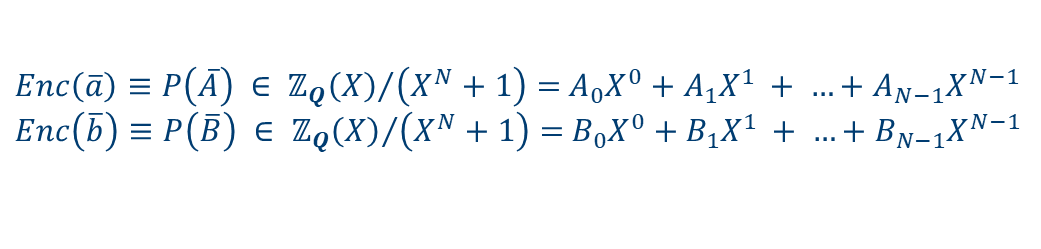 Enc(ā) ≡ P(Ā) ∈ ℤ_Q(X)/(X^N + 1) = A_0X^0 + A_1X^1 + … + A_{N−1}X^{N−1}
Enc(b̄) ≡ P(B̄) ∈ ℤ_Q(X)/(X^N + 1) = B_0X^0 + B_1X^1 + … + B_{N−1}X^{N−1}